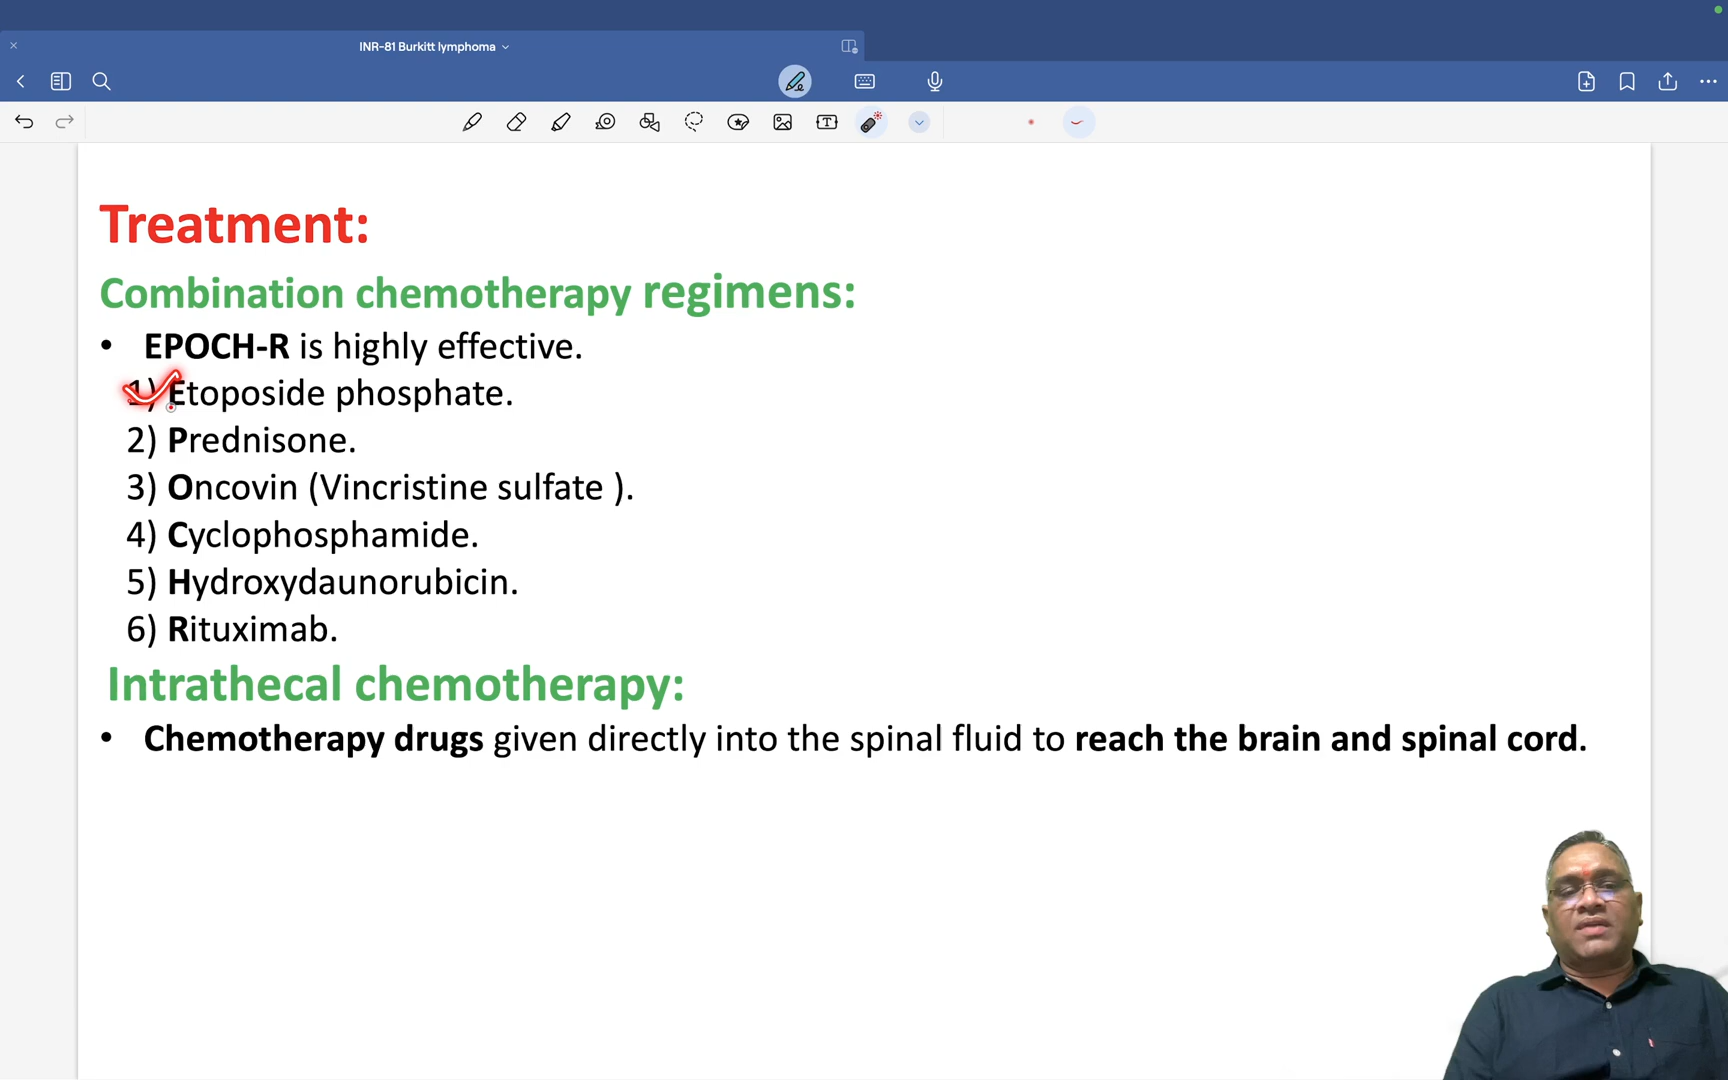 INR-81 Burkitt lymphoma
Treatment:
Combination chemotherapy regimens:
• EPOCH-R is highly effective.
1) Etoposide phosphate.
2) Prednisone.
3) Oncovin (Vincristine sulfate ).
4) Cyclophosphamide.
5) Hydroxydaunorubicin.
6) Rituximab.
Intrathecal chemotherapy:
• Chemotherapy drugs given directly into the spinal fluid to reach the brain and spinal cord.